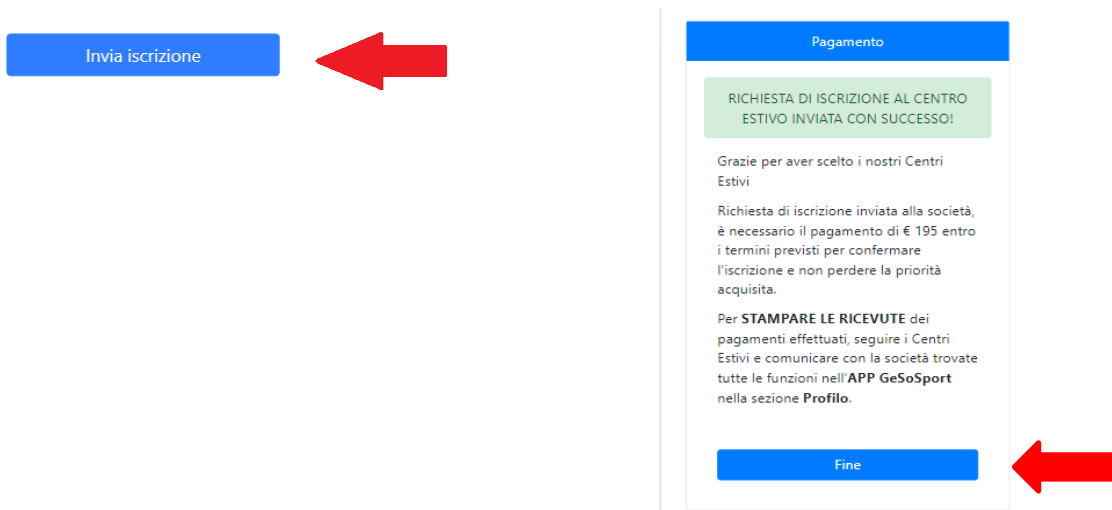 Invia iscrizione
Pagamento
RICHIESTA DI ISCRIZIONE AL CENTRO
ESTIVO INVIATA CON SUCCESSO!
Grazie per aver scelto i nostri Centri
Estivi
Richiesta di iscrizione inviata alla società,
è necessario il pagamento di € 195 entro
i termini previsti per confermare
l'iscrizione e non perdere la priorità
acquisita.
Per STAMPARE LE RICEVUTE dei
pagamenti effettuati, seguire i Centri
Estivi e comunicare con la società trovate
tutte le funzioni nell'APP GeSoSport
nella sezione Profilo.
Fine